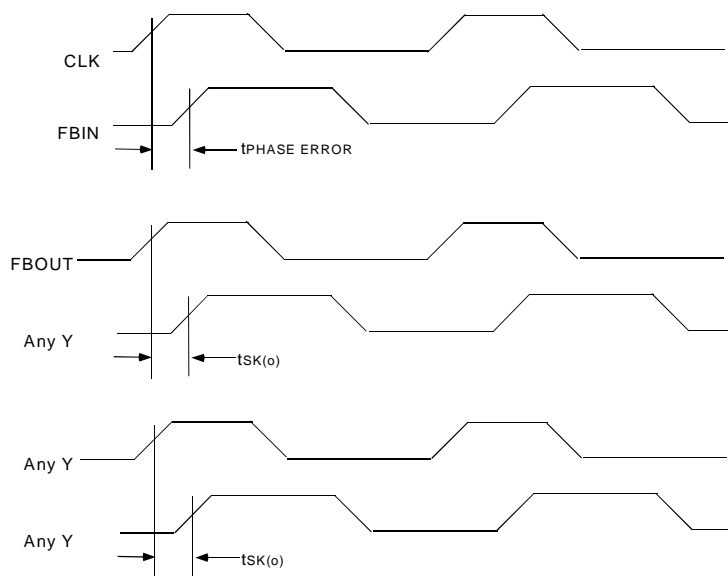 CLK
FBIN
tPHASE ERROR
FBOUT
Any Y
tSK(o)
Any Y
Any Y
tSK(o)